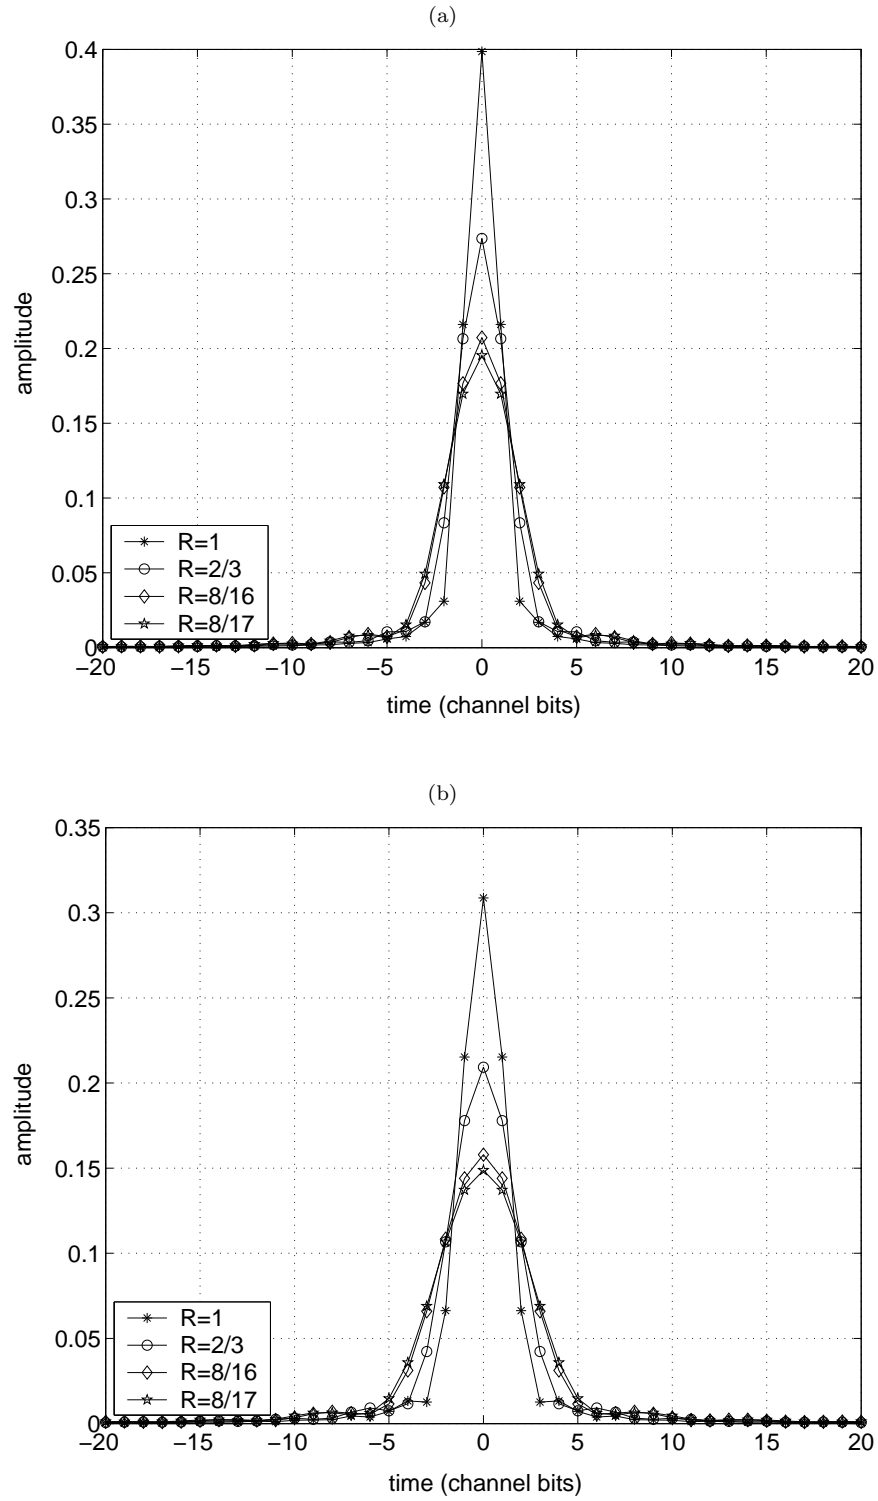 (a)
0.4
0.35
0.3
0.25
0.2
0.15
0.1
0.05
0
amplitude
R=1
R=2/3
R=8/16
R=8/17
−20 −15 −10 −5 0 5 10 15 20
time (channel bits)
(b)
0.35
0.3
0.25
0.2
0.15
0.1
0.05
0
amplitude
R=1
R=2/3
R=8/16
R=8/17
−20 −15 −10 −5 0 5 10 15 20
time (channel bits)